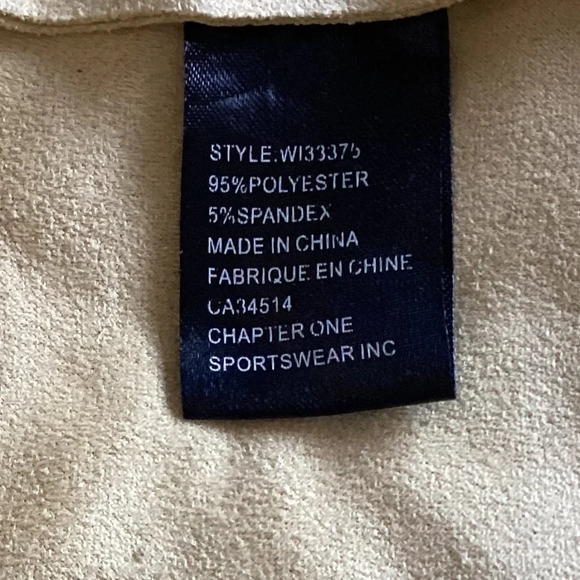 STYLE:WI33375
95%POLYESTER
5%SPANDEX
MADE IN CHINA
FABRIQUE EN CHINE
CA34514
CHAPTER ONE
SPORTSWEAR INC